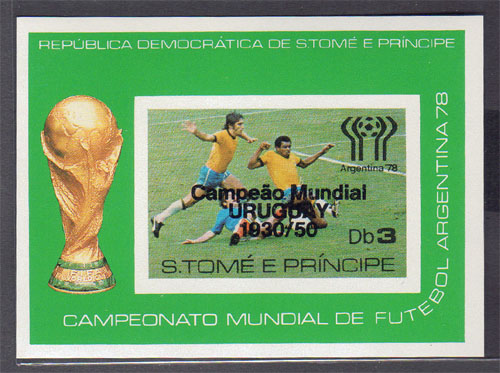 REPÚBLICA DEMOCRÁTICA DE S.TOMÉ E PRÍNCIPE
Argentina 78
Campeão Mundial
URUGUAY
1930/50
Db3
S.TOMÉ E PRÍNCIPE
CAMPEONATO MUNDIAL DE FUTEBOL ARGENTINA 78